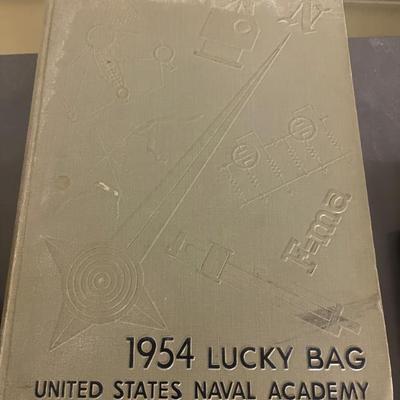 N
F=ma
1954 LUCKY BAG
UNITED STATES NAVAL ACADEMY